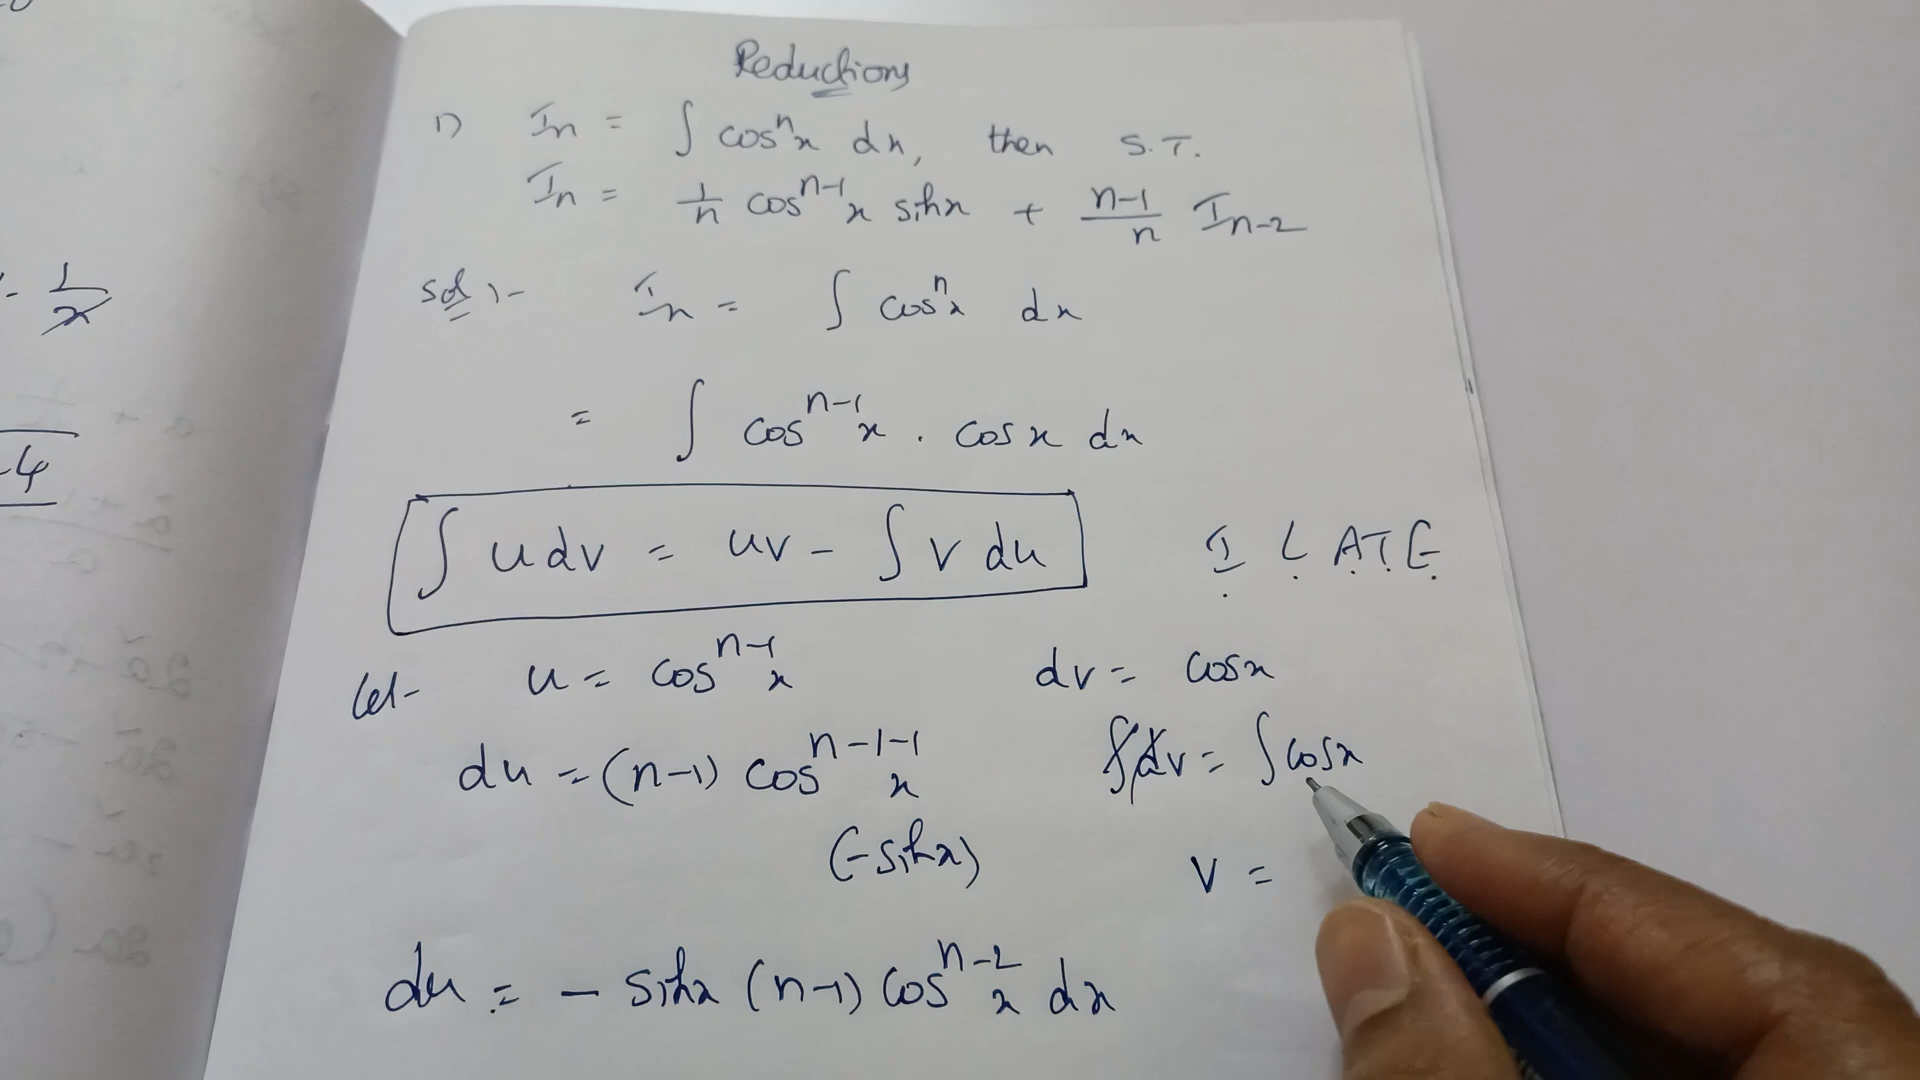 Reductions
1) In = ∫ cosⁿx dx, then S.T.
In = 1/n cosⁿ⁻¹x sinx + n-1/n In-2
Sol :- In = ∫ cosⁿx dx
= ∫ cosⁿ⁻¹x . cosx dx
∫ u dv = uv - ∫ v du
I L A T E
let u = cosⁿ⁻¹x dv = cosx
du = (n-1) cosⁿ⁻¹⁻¹x ∫dv = ∫cosx
(-sinx) v =
du = - sinx (n-1) cosⁿ⁻²x dx
- 1/x
-4